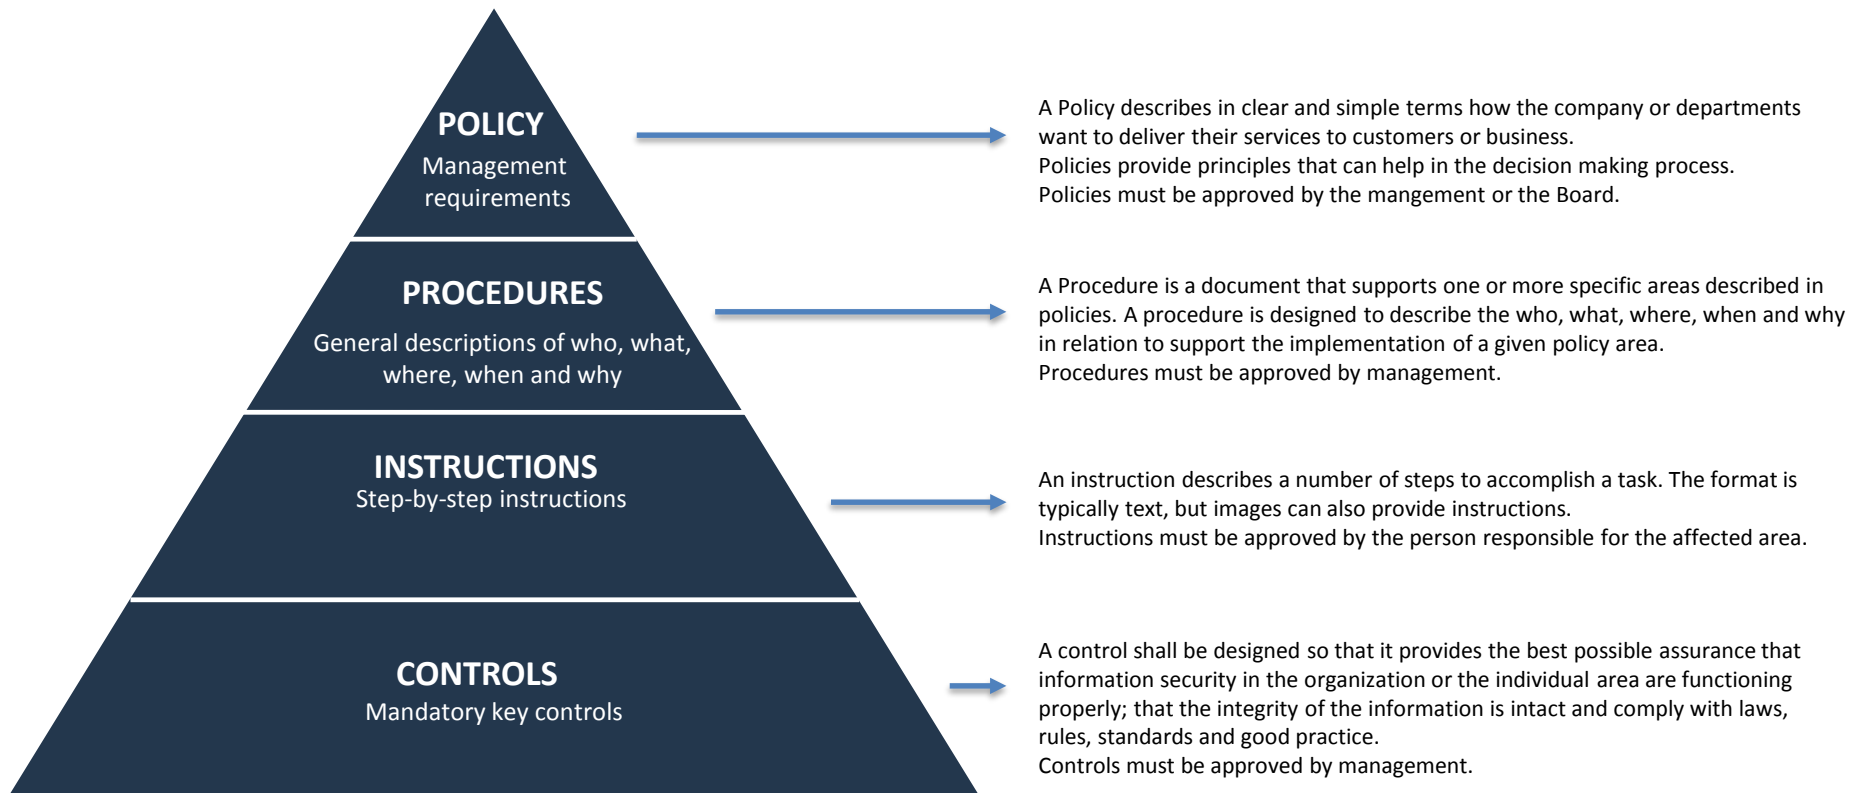 POLICY
Management
requirements
A Policy describes in clear and simple terms how the company or departments
want to deliver their services to customers or business.
Policies provide principles that can help in the decision making process.
Policies must be approved by the mangement or the Board.
PROCEDURES
General descriptions of who, what,
where, when and why
A Procedure is a document that supports one or more specific areas described in
policies. A procedure is designed to describe the who, what, where, when and why
in relation to support the implementation of a given policy area.
Procedures must be approved by management.
INSTRUCTIONS
Step-by-step instructions
An instruction describes a number of steps to accomplish a task. The format is
typically text, but images can also provide instructions.
Instructions must be approved by the person responsible for the affected area.
CONTROLS
Mandatory key controls
A control shall be designed so that it provides the best possible assurance that
information security in the organization or the individual area are functioning
properly; that the integrity of the information is intact and comply with laws,
rules, standards and good practice.
Controls must be approved by management.